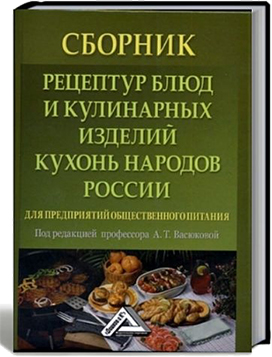 СБОРНИК
РЕЦЕПТУР БЛЮД
И КУЛИНАРНЫХ
ИЗДЕЛИЙ
КУХОНЬ НАРОДОВ
РОССИИ
ДЛЯ ПРЕДПРИЯТИЙ ОБЩЕСТВЕННОГО ПИТАНИЯ
Под редакцией профессора А. Т. Васюковой